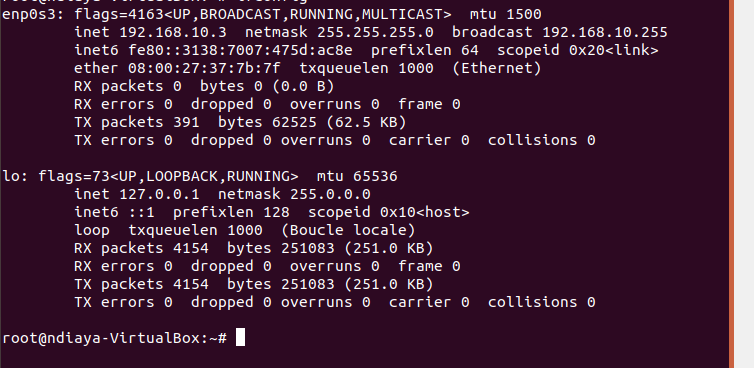 enp0s3: flags=4163<UP,BROADCAST,RUNNING,MULTICAST>  mtu 1500
        inet 192.168.10.3  netmask 255.255.255.0  broadcast 192.168.10.255
        inet6 fe80::3138:7007:475d:ac8e  prefixlen 64  scopeid 0x20<link>
        ether 08:00:27:37:7b:7f  txqueuelen 1000  (Ethernet)
        RX packets 0  bytes 0 (0.0 B)
        RX errors 0  dropped 0  overruns 0  frame 0
        TX packets 391  bytes 62525 (62.5 KB)
        TX errors 0  dropped 0 overruns 0  carrier 0  collisions 0

lo: flags=73<UP,LOOPBACK,RUNNING>  mtu 65536
        inet 127.0.0.1  netmask 255.0.0.0
        inet6 ::1  prefixlen 128  scopeid 0x10<host>
        loop  txqueuelen 1000  (Boucle locale)
        RX packets 4154  bytes 251083 (251.0 KB)
        RX errors 0  dropped 0  overruns 0  frame 0
        TX packets 4154  bytes 251083 (251.0 KB)
        TX errors 0  dropped 0 overruns 0  carrier 0  collisions 0

root@ndiaya-VirtualBox:~#